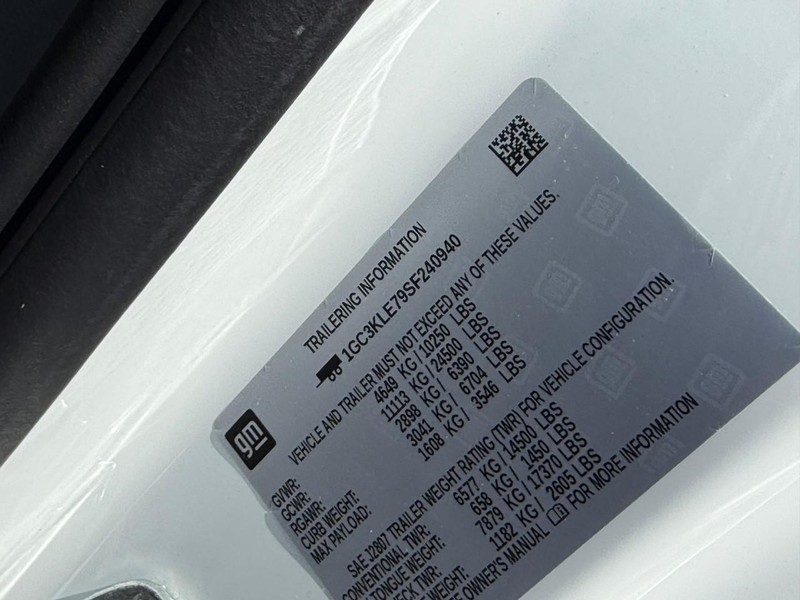 gm
TRAILERING INFORMATION
1GC3KLE79SF240940
VEHICLE AND TRAILER MUST NOT EXCEED ANY OF THESE VALUES.
GVWR: 4649 KG / 10250 LBS
GCWR: 11113 KG / 24500 LBS
RGAWR: 2898 KG / 6390 LBS
CURB WEIGHT: 3041 KG / 6704 LBS
MAX PAYLOAD: 1608 KG / 3546 LBS
SAE J2807 TRAILER WEIGHT RATING (TWR) FOR VEHICLE CONFIGURATION.
CONVENTIONAL TWR: 6577 KG / 14500 LBS
TONGUE WEIGHT: 658 KG / 1450 LBS
TWR: 7879 KG / 17370 LBS
WEIGHT: 1182 KG / 2605 LBS
OWNER'S MANUAL FOR MORE INFORMATION